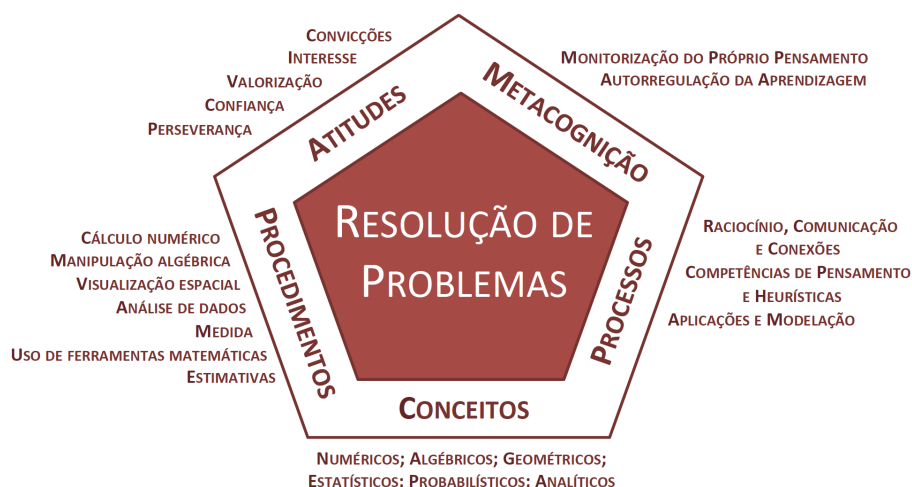 Convicções
Interesse
Valorização
Confiança
Perseverança
Atitudes
Metacognição
Monitorização do Próprio Pensamento
Autorregulação da Aprendizagem
Resolução de
Problemas
Procedimentos
Cálculo numérico
Manipulação algébrica
Visualização espacial
Análise de dados
Medida
Uso de ferramentas matemáticas
Estimativas
Processos
Raciocínio, Comunicação
e Conexões
Competências de Pensamento
e Heurísticas
Aplicações e Modelação
Conceitos
Numéricos; Algébricos; Geométricos;
Estatísticos; Probabilísticos; Analíticos